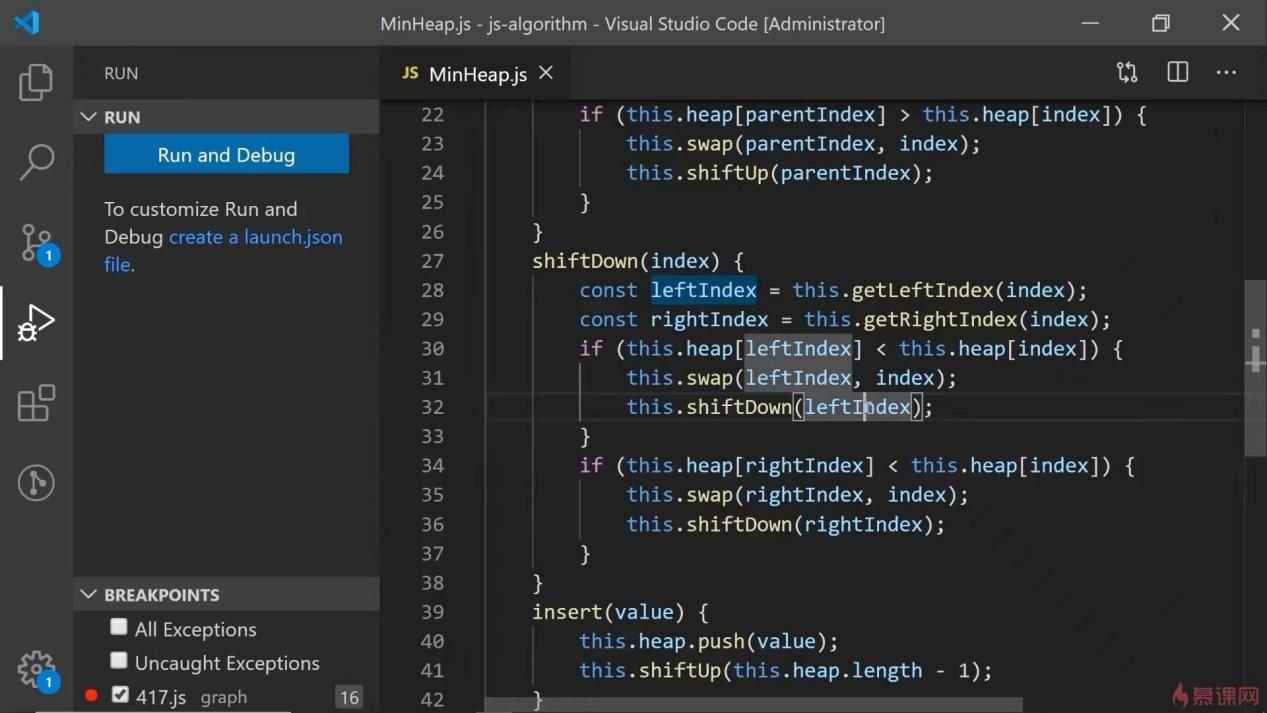 MinHeap.js - js-algorithm - Visual Studio Code [Administrator]
RUN
JS MinHeap.js
RUN
Run and Debug
To customize Run and
Debug create a launch.json
file.
1
1
BREAKPOINTS
All Exceptions
Uncaught Exceptions
417.js graph 16
22 if (this.heap[parentIndex] > this.heap[index]) {
23 this.swap(parentIndex, index);
24 this.shiftUp(parentIndex);
25 }
26 }
27 shiftDown(index) {
28 const leftIndex = this.getLeftIndex(index);
29 const rightIndex = this.getRightIndex(index);
30 if (this.heap[leftIndex] < this.heap[index]) {
31 this.swap(leftIndex, index);
32 this.shiftDown(leftIndex);
33 }
34 if (this.heap[rightIndex] < this.heap[index]) {
35 this.swap(rightIndex, index);
36 this.shiftDown(rightIndex);
37 }
38 }
39 insert(value) {
40 this.heap.push(value);
41 this.shiftUp(this.heap.length - 1);
42 }
慕课网